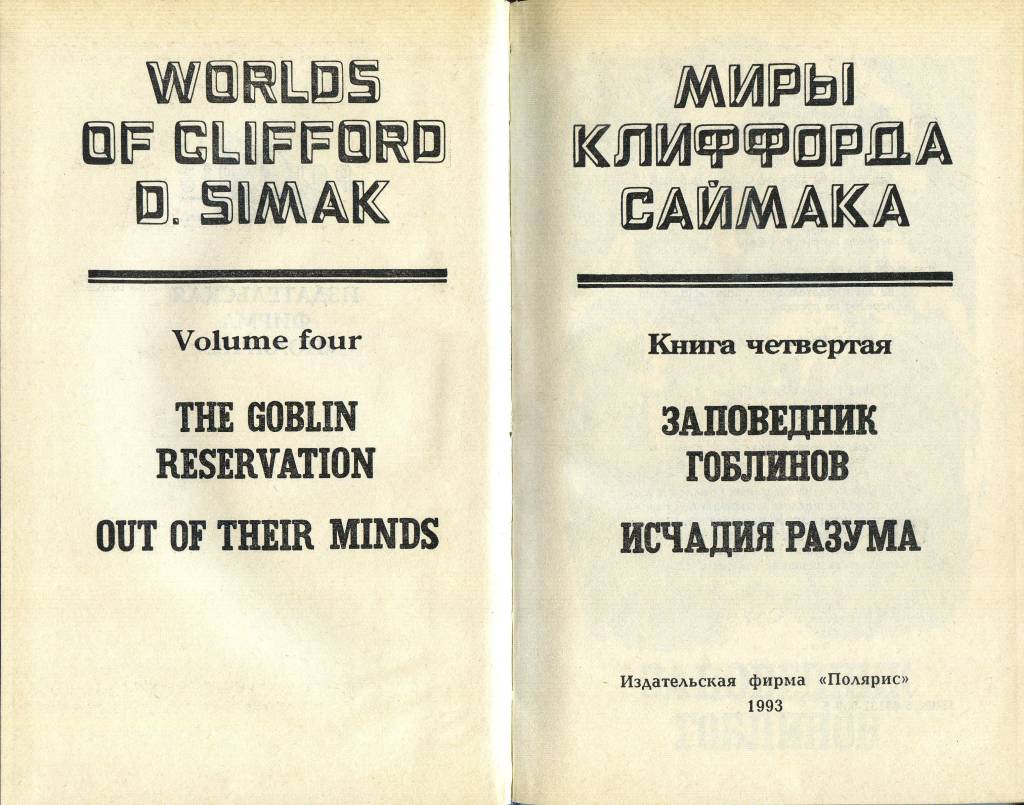 WORLDS
OF CLIFFORD
D. SIMAK
Volume four
THE GOBLIN
RESERVATION
OUT OF THEIR MINDS
МИРЫ
КЛИФФОРДА
САЙМАКА
Книга четвертая
ЗАПОВЕДНИК
ГОБЛИНОВ
ИСЧАДИЯ РАЗУМА
Издательская фирма «Полярис»
1993